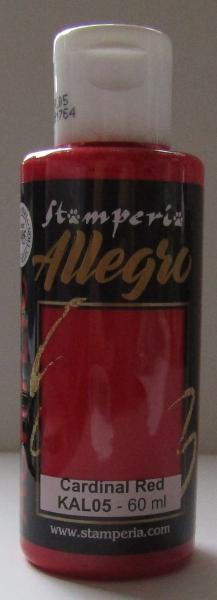 Stamperia
Allegro
Cardinal Red
KAL05 - 60 ml
www.stamperia.com